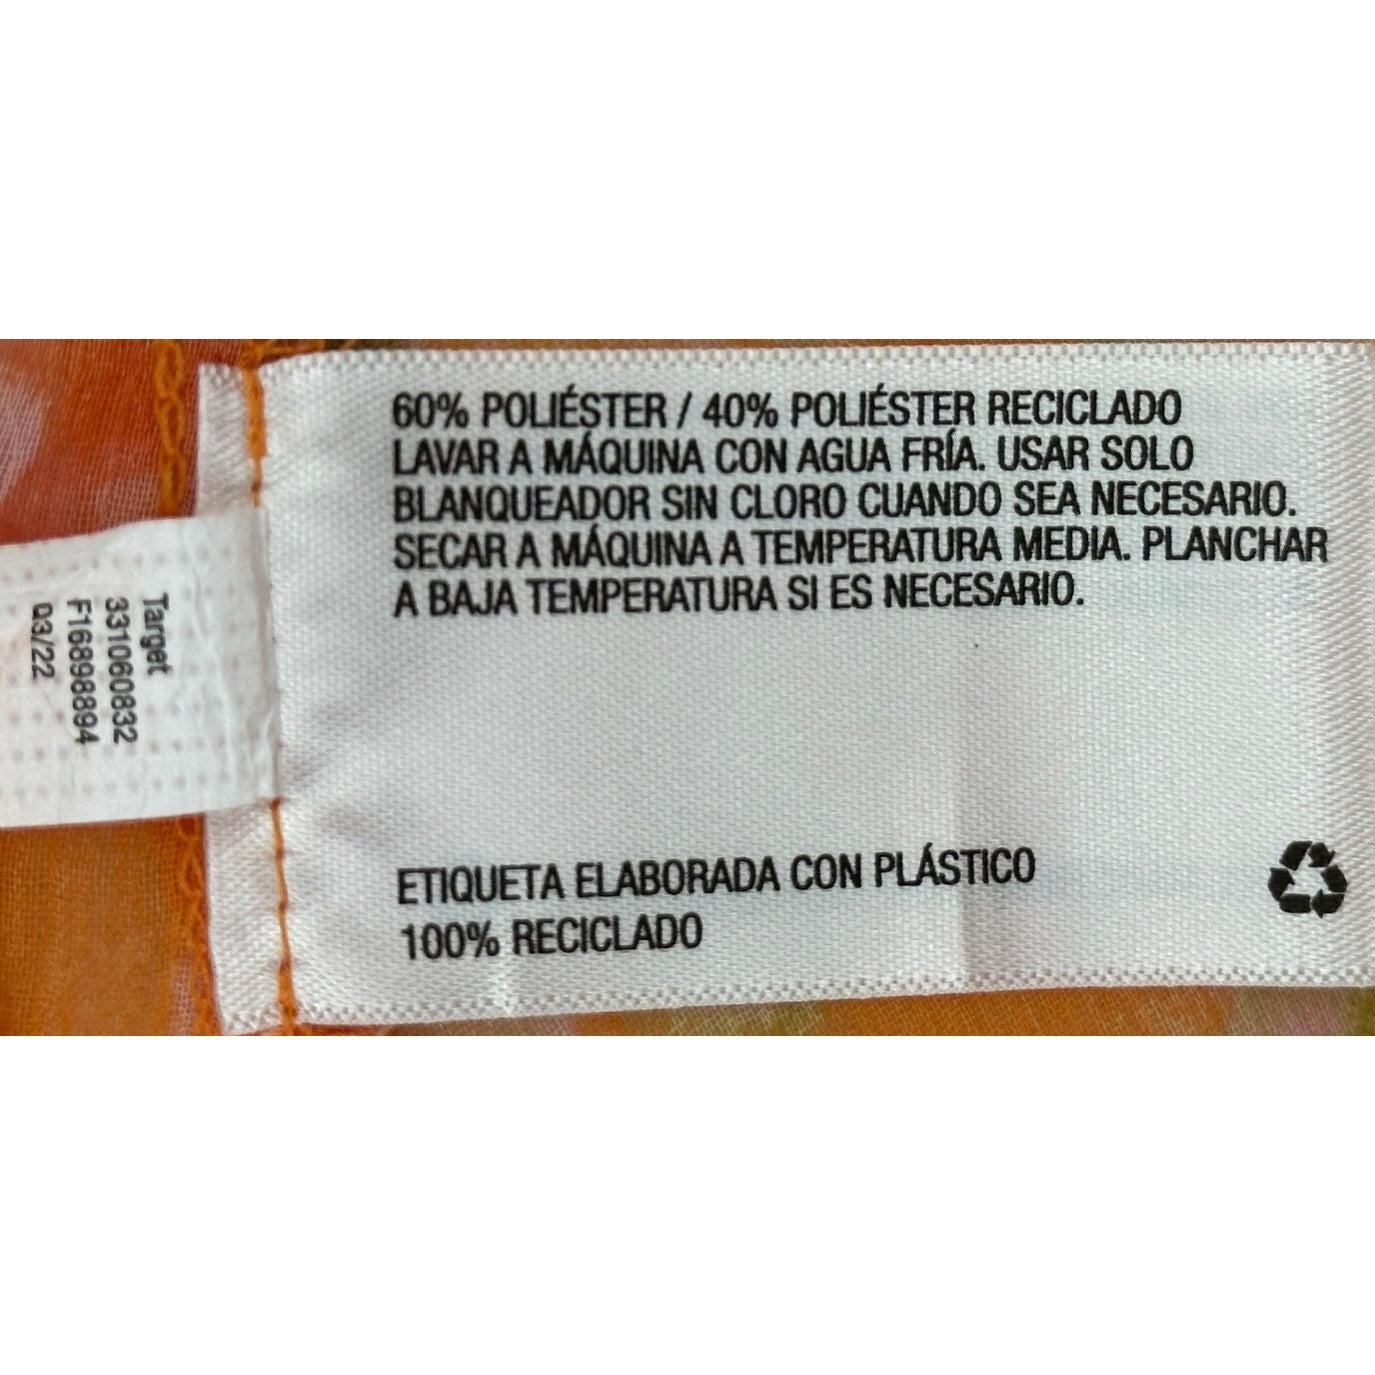 60% POLIÉSTER / 40% POLIÉSTER RECICLADO
LAVAR A MÁQUINA CON AGUA FRÍA. USAR SOLO
BLANQUEADOR SIN CLORO CUANDO SEA NECESARIO.
SECAR A MÁQUINA A TEMPERATURA MEDIA. PLANCHAR
A BAJA TEMPERATURA SI ES NECESARIO.
ETIQUETA ELABORADA CON PLÁSTICO
100% RECICLADO
Target
331060832
F16898894
03/22